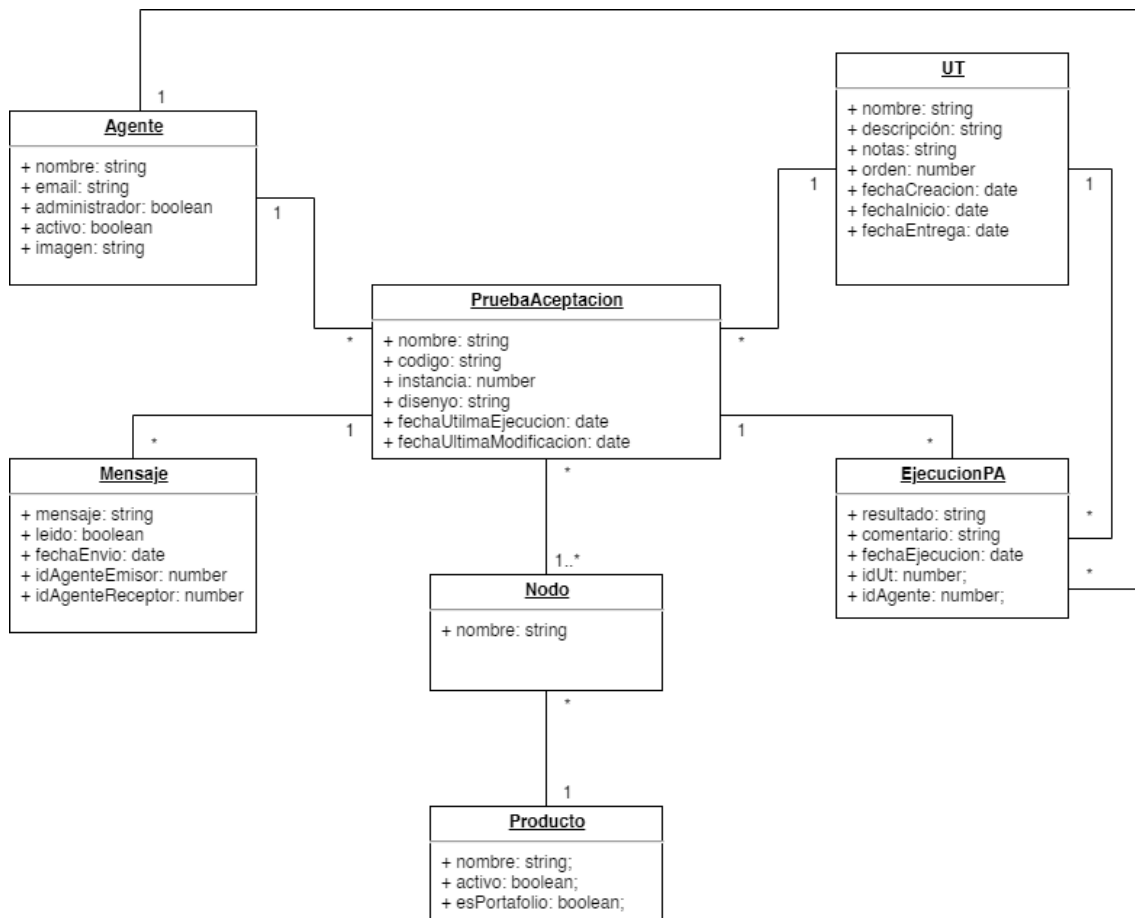 1
Agente
+ nombre: string
+ email: string
+ administrador: boolean
+ activo: boolean
+ imagen: string
1
*
UT
+ nombre: string
+ descripción: string
+ notas: string
+ orden: number
+ fechaCreacion: date
+ fechaInicio: date
+ fechaEntrega: date
1
1
*
PruebaAceptacion
+ nombre: string
+ codigo: string
+ instancia: number
+ disenyo: string
+ fechaUtilmaEjecucion: date
+ fechaUltimaModificacion: date
1
*
1
*
*
1..*
Mensaje
+ mensaje: string
+ leido: boolean
+ fechaEnvio: date
+ idAgenteEmisor: number
+ idAgenteReceptor: number
EjecucionPA
+ resultado: string
+ comentario: string
+ fechaEjecucion: date
+ idUt: number;
+ idAgente: number;
*
*
Nodo
+ nombre: string
*
1
Producto
+ nombre: string;
+ activo: boolean;
+ esPortafolio: boolean;